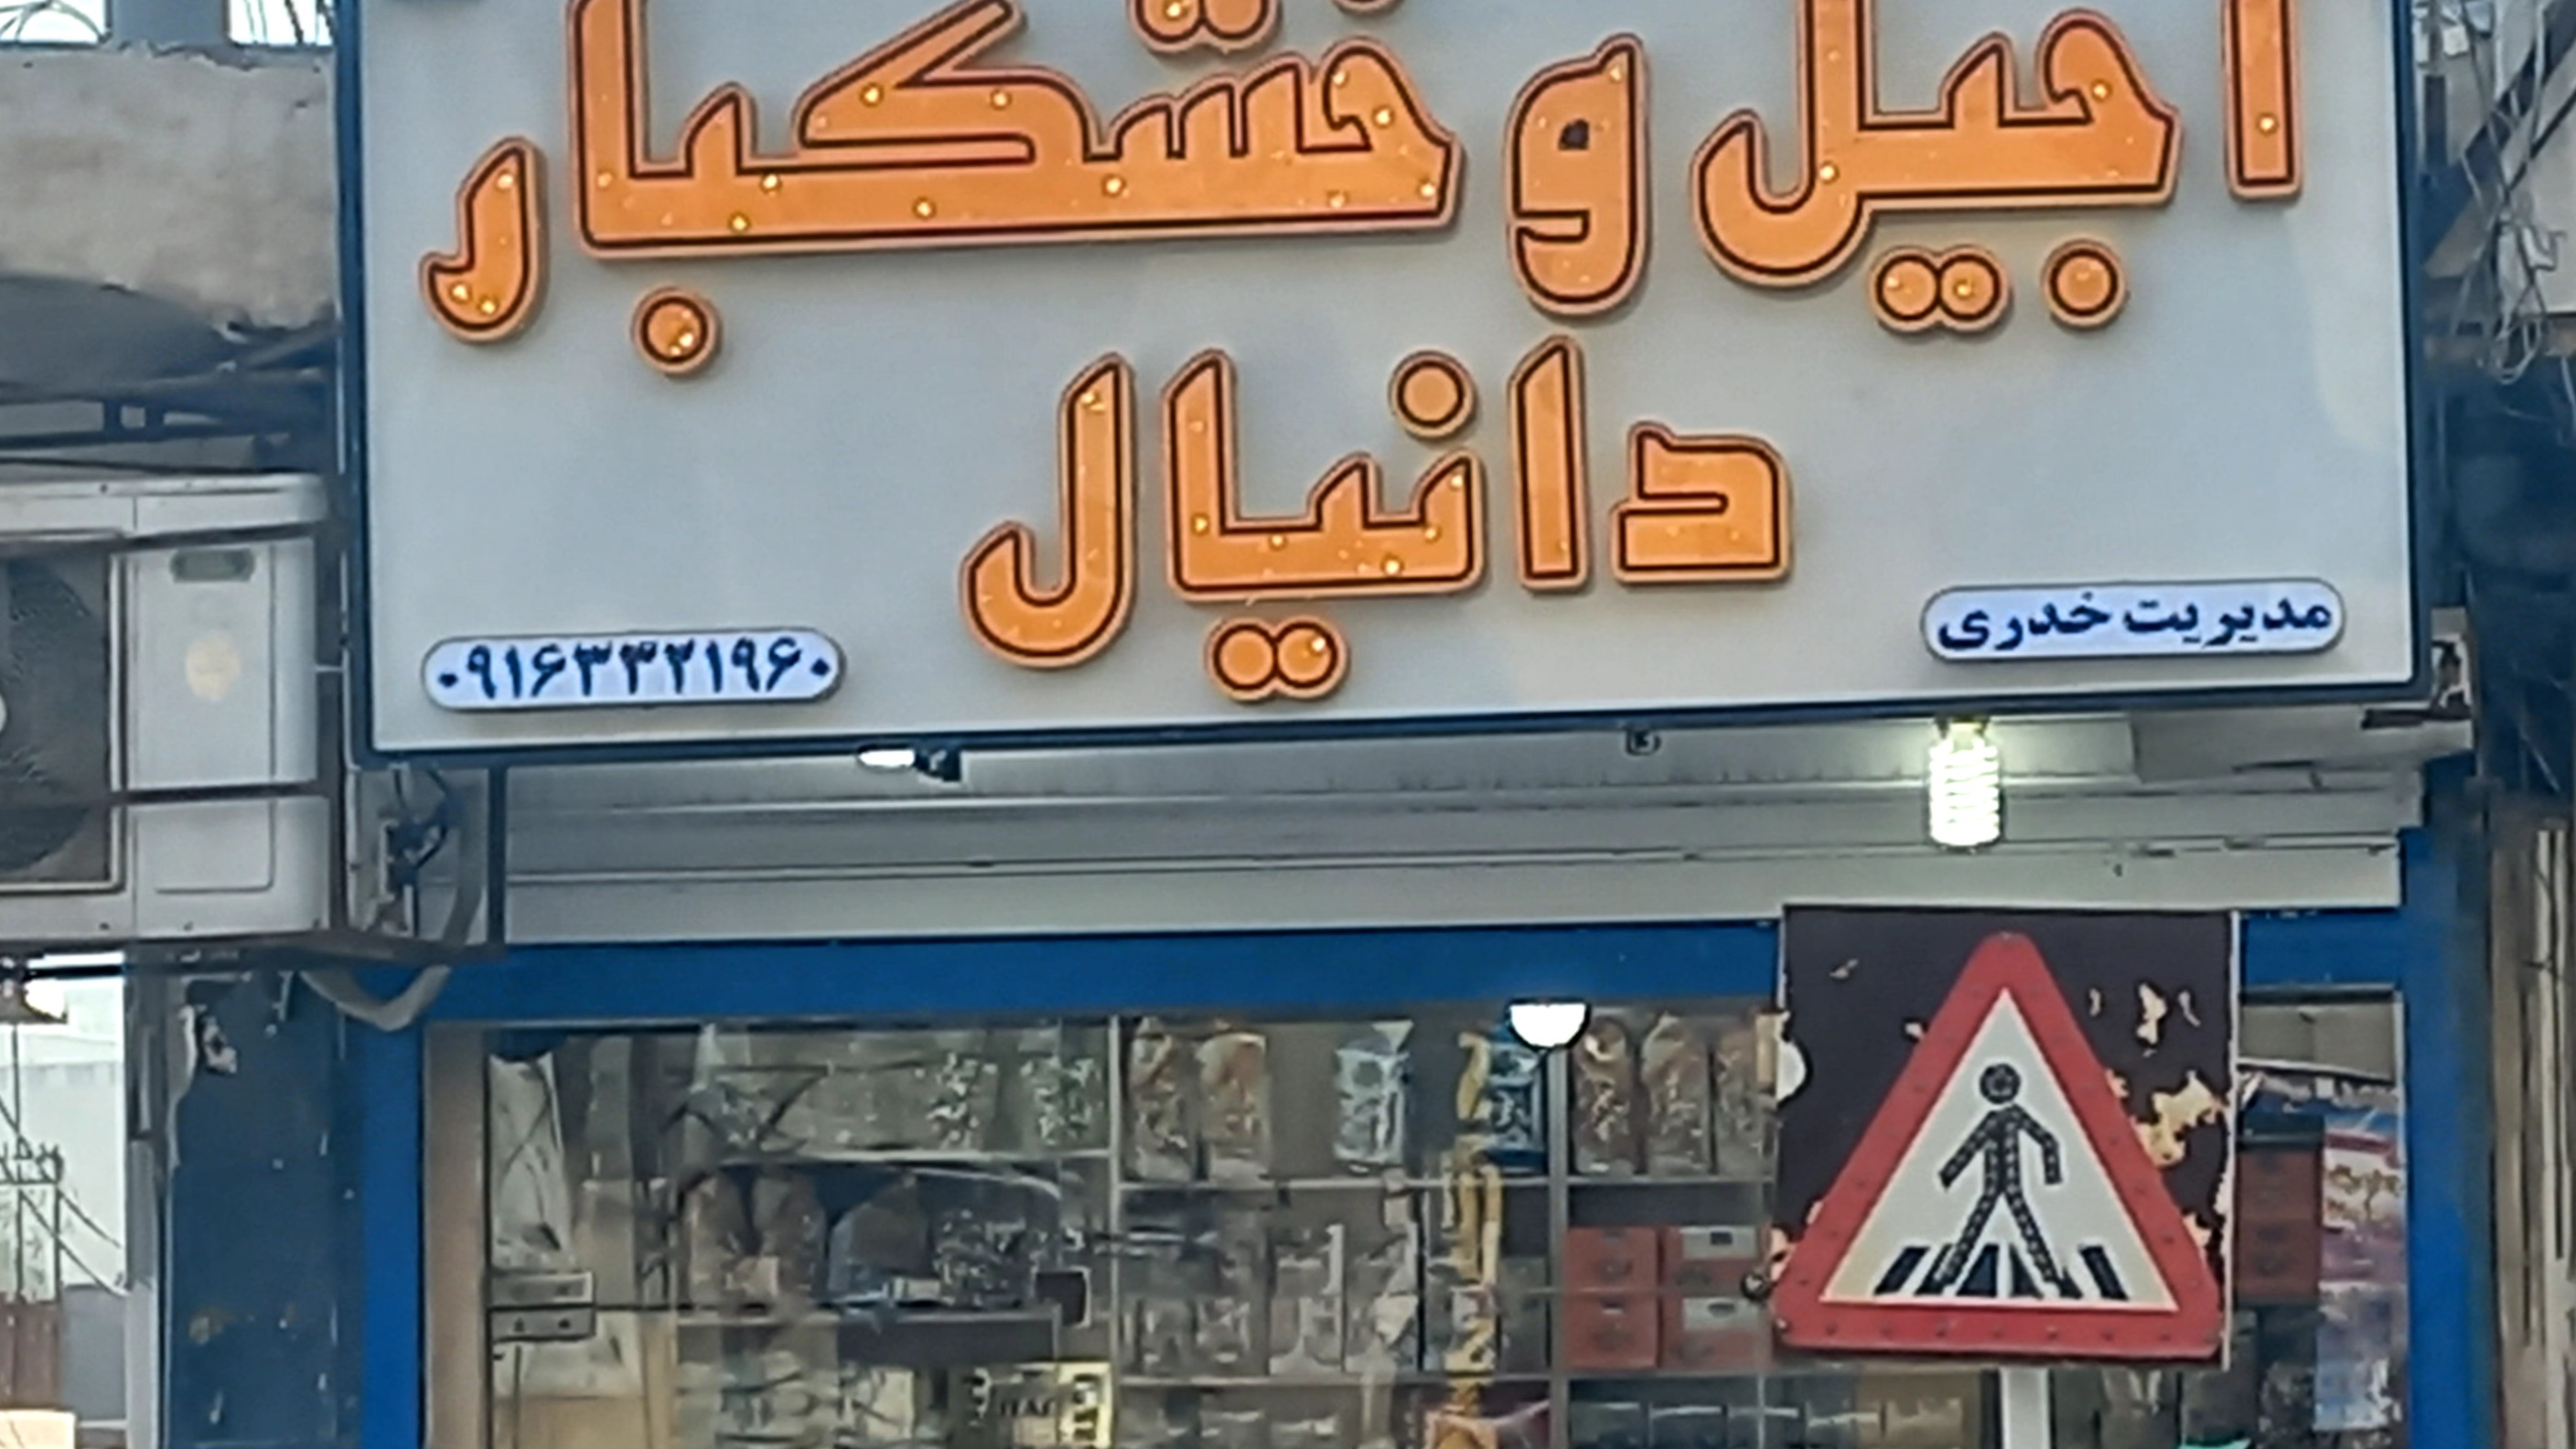 آجیل و خشکبار
دانیال
مدیریت خدری
۰۹۱۶۳۳۲۱۹۶۰